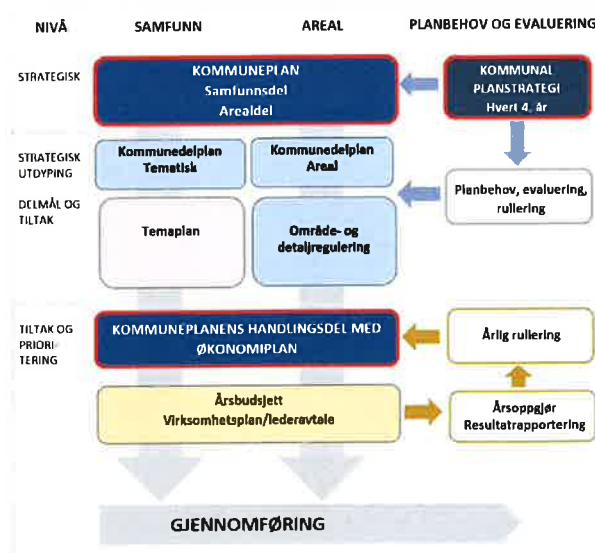 NIVÅ
SAMFUNN
AREAL
PLANBEHOV OG EVALUERING
STRATEGISK
KOMMUNEPLAN
Samfunnsdel
Arealdel
KOMMUNAL
PLANSTRATEGI
Hvert 4. år
STRATEGISK
UTDYPING
Kommunedelplan
Tematisk
Kommunedelplan
Areal
Planbehov, evaluering,
rullering
DELMÅL OG
TILTAK
Temaplan
Område- og
detaljregulering
TILTAK OG
PRIORI-
TERING
KOMMUNEPLANENS HANDLINGSDEL MED
ØKONOMIPLAN
Årlig rullering
Årsbudsjett
Virksomhetsplan/lederavtale
Årsoppgjør
Resultatrapportering
GJENNOMFØRING